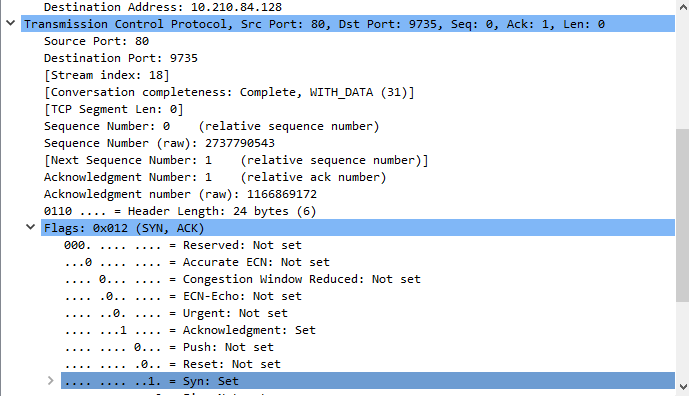 Destination Address: 10.210.84.128
Transmission Control Protocol, Src Port: 80, Dst Port: 9735, Seq: 0, Ack: 1, Len: 0
Source Port: 80
Destination Port: 9735
[Stream index: 18]
[Conversation completeness: Complete, WITH_DATA (31)]
[TCP Segment Len: 0]
Sequence Number: 0    (relative sequence number)
Sequence Number (raw): 2737790543
[Next Sequence Number: 1    (relative sequence number)]
Acknowledgment Number: 1    (relative ack number)
Acknowledgment number (raw): 1166869172
0110 .... = Header Length: 24 bytes (6)
Flags: 0x012 (SYN, ACK)
000. .... .... = Reserved: Not set
...0 .... .... = Accurate ECN: Not set
.... 0... .... = Congestion Window Reduced: Not set
.... .0.. .... = ECN-Echo: Not set
.... ..0. .... = Urgent: Not set
.... ...1 .... = Acknowledgment: Set
.... .... 0... = Push: Not set
.... .... .0.. = Reset: Not set
.... .... ..1. = Syn: Set